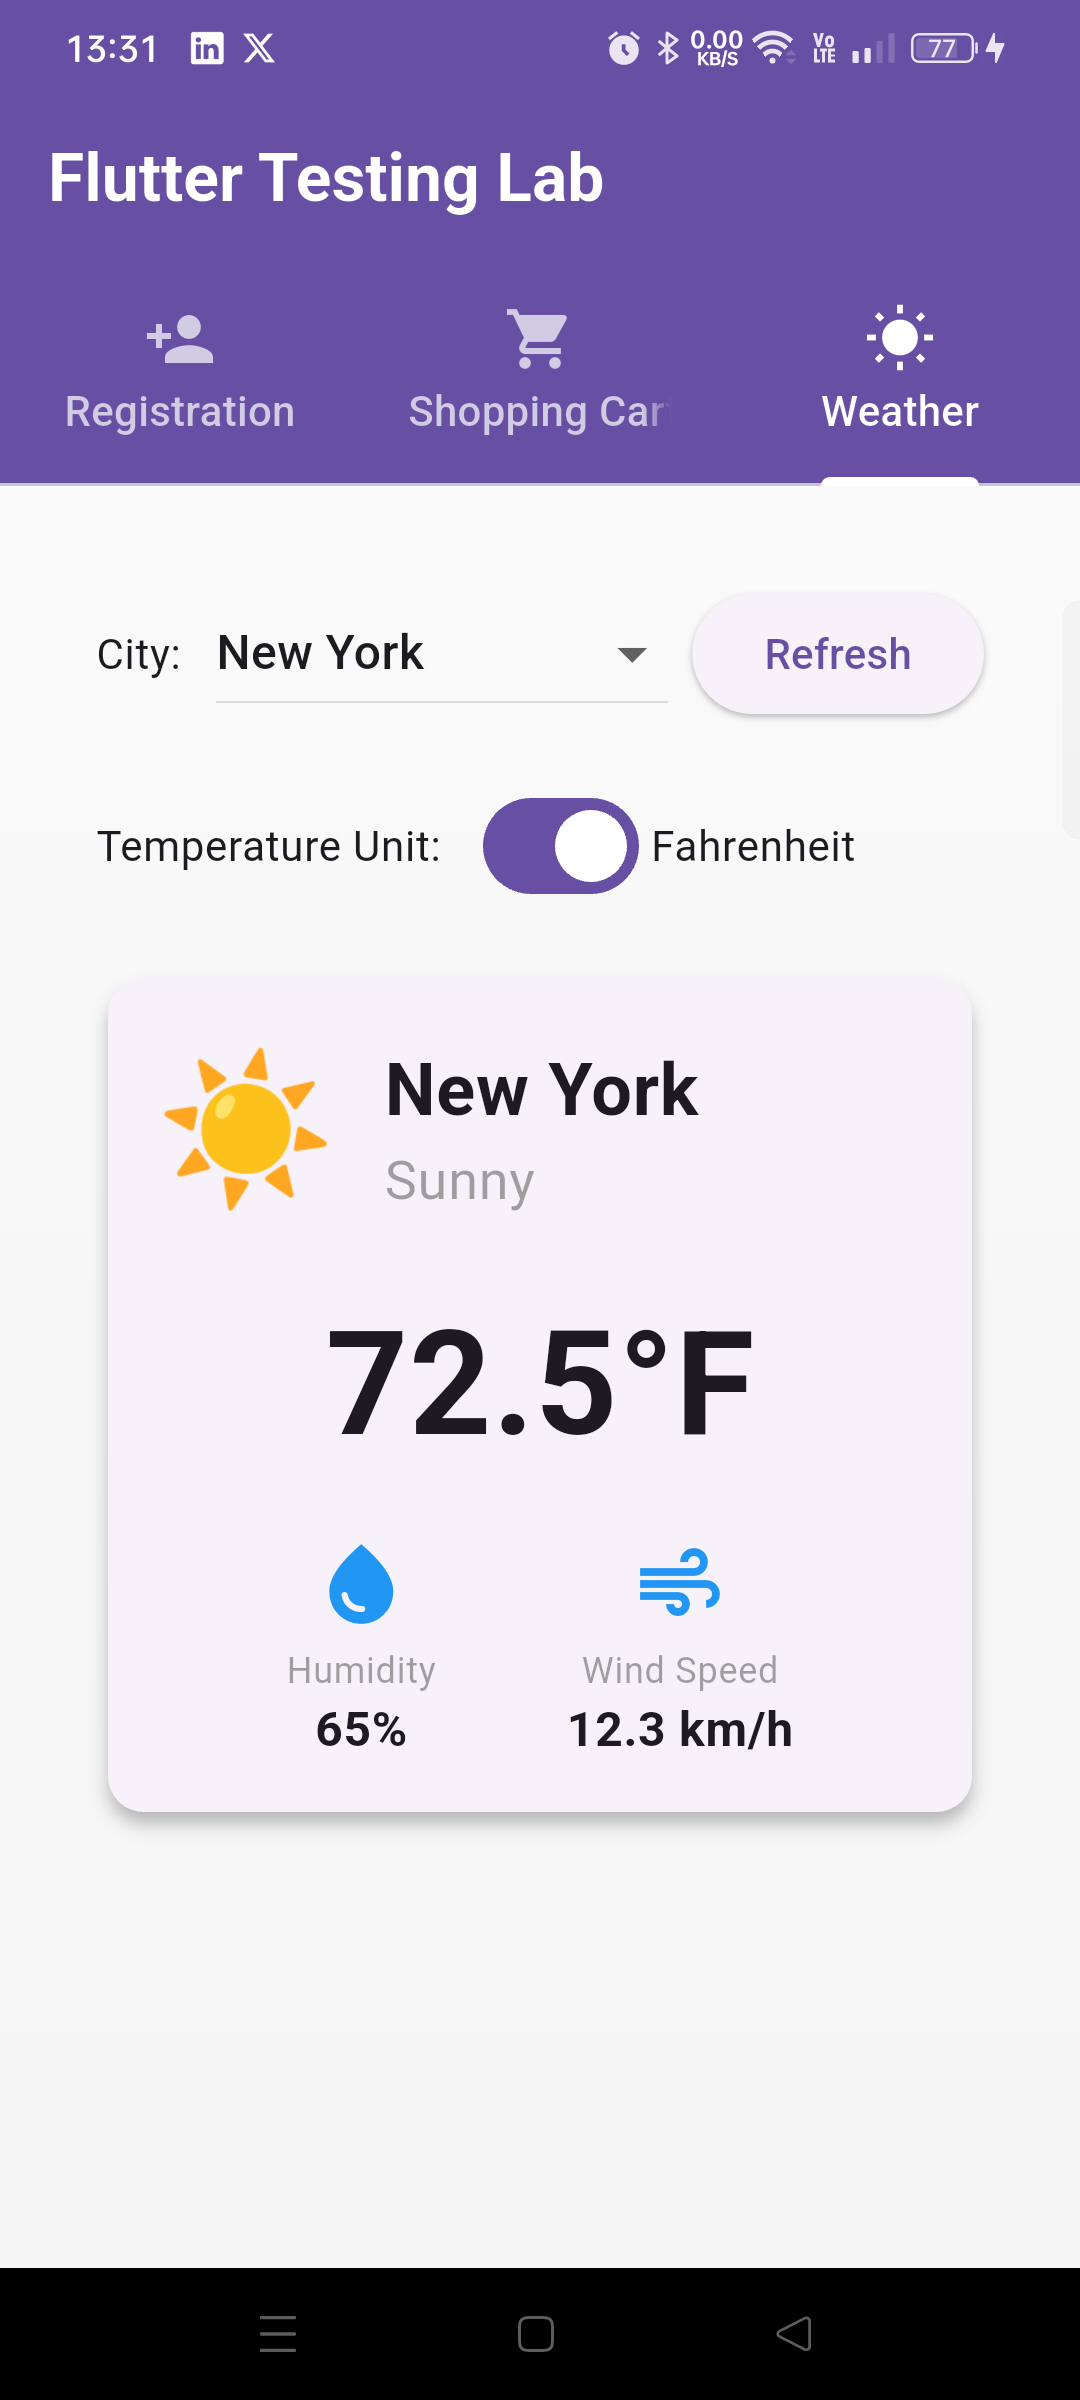 13:31 in X 0.00 KB/S Vo LTE 77
Flutter Testing Lab
Registration Shopping Car Weather
City: New York Refresh
Temperature Unit: Fahrenheit
New York
Sunny
72.5°F
Humidity Wind Speed
65% 12.3 km/h